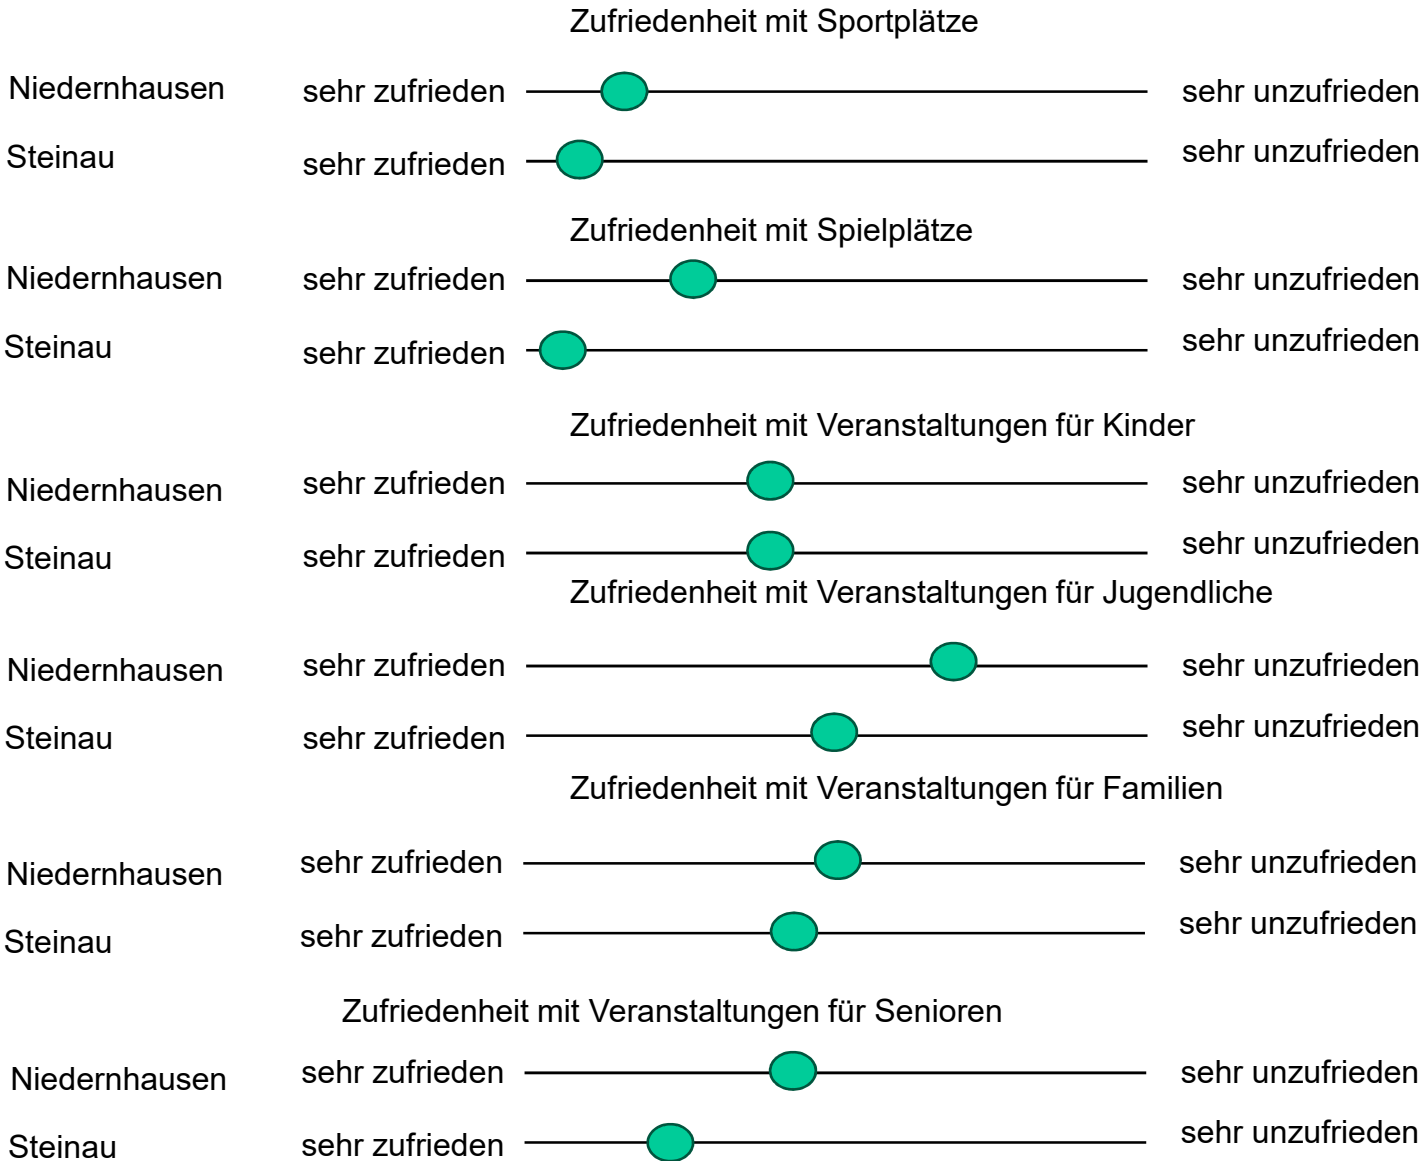 Zufriedenheit mit Sportplätze
Niedernhausen sehr zufrieden sehr unzufrieden
Steinau sehr zufrieden sehr unzufrieden
Zufriedenheit mit Spielplätze
Niedernhausen sehr zufrieden sehr unzufrieden
Steinau sehr zufrieden sehr unzufrieden
Zufriedenheit mit Veranstaltungen für Kinder
Niedernhausen sehr zufrieden sehr unzufrieden
Steinau sehr zufrieden sehr unzufrieden
Zufriedenheit mit Veranstaltungen für Jugendliche
Niedernhausen sehr zufrieden sehr unzufrieden
Steinau sehr zufrieden sehr unzufrieden
Zufriedenheit mit Veranstaltungen für Familien
Niedernhausen sehr zufrieden sehr unzufrieden
Steinau sehr zufrieden sehr unzufrieden
Zufriedenheit mit Veranstaltungen für Senioren
Niedernhausen sehr zufrieden sehr unzufrieden
Steinau sehr zufrieden sehr unzufrieden